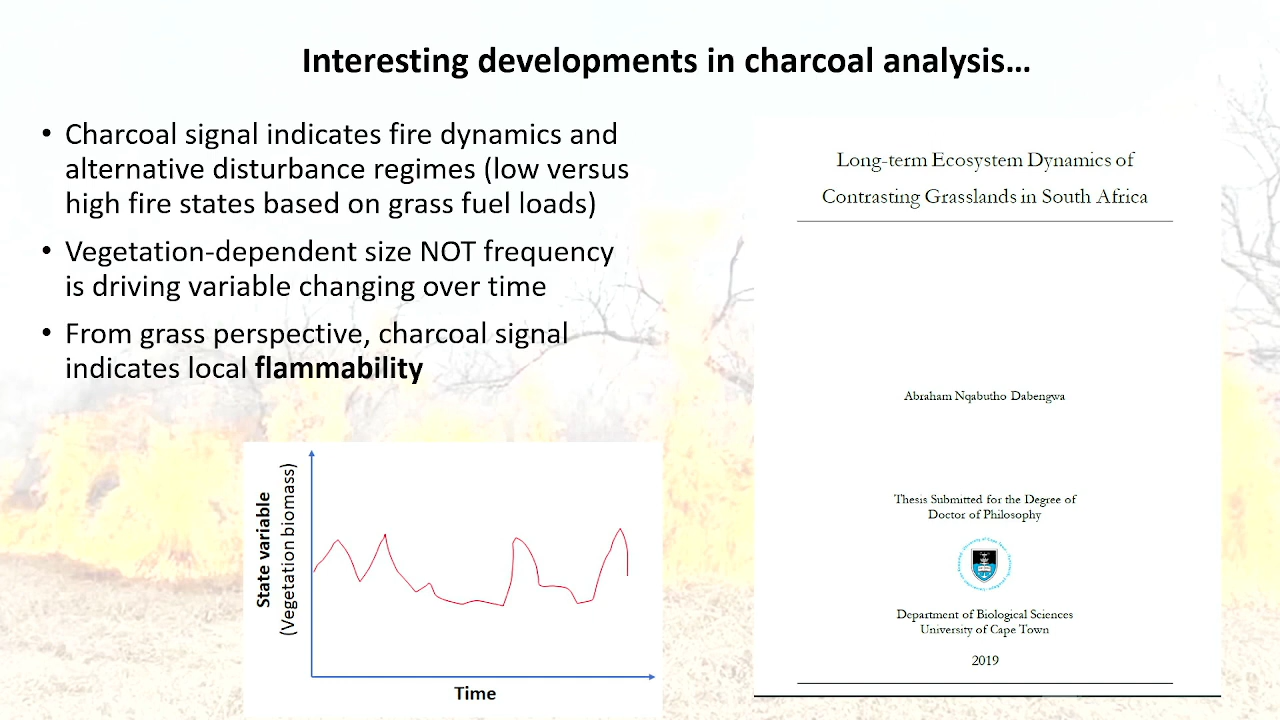 Interesting developments in charcoal analysis...
• Charcoal signal indicates fire dynamics and
alternative disturbance regimes (low versus
high fire states based on grass fuel loads)
• Vegetation-dependent size NOT frequency
is driving variable changing over time
• From grass perspective, charcoal signal
indicates local flammability
State variable
(Vegetation biomass)
Time
Long-term Ecosystem Dynamics of
Contrasting Grasslands in South Africa
Abraham Nqabutho Dabengwa
Thesis Submitted for the Degree of
Doctor of Philosophy
Department of Biological Sciences
University of Cape Town
2019